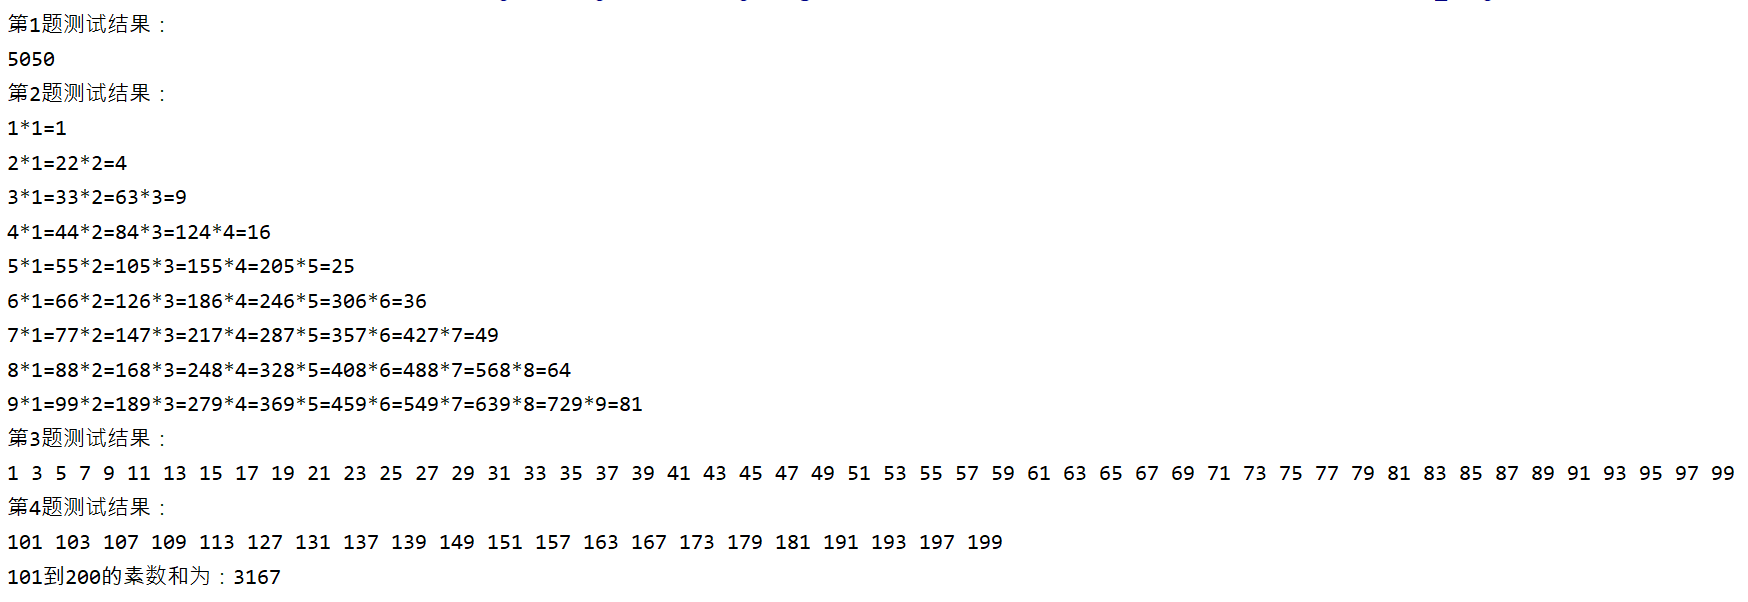 第1题测试结果：
5050
第2题测试结果：
1*1=1
2*1=22*2=4
3*1=33*2=63*3=9
4*1=44*2=84*3=124*4=16
5*1=55*2=105*3=155*4=205*5=25
6*1=66*2=126*3=186*4=246*5=306*6=36
7*1=77*2=147*3=217*4=287*5=357*6=427*7=49
8*1=88*2=168*3=248*4=328*5=408*6=488*7=568*8=64
9*1=99*2=189*3=279*4=369*5=459*6=549*7=639*8=729*9=81
第3题测试结果：
1 3 5 7 9 11 13 15 17 19 21 23 25 27 29 31 33 35 37 39 41 43 45 47 49 51 53 55 57 59 61 63 65 67 69 71 73 75 77 79 81 83 85 87 89 91 93 95 97 99
第4题测试结果：
101 103 107 109 113 127 131 137 139 149 151 157 163 167 173 179 181 191 193 197 199
101到200的素数和为：3167